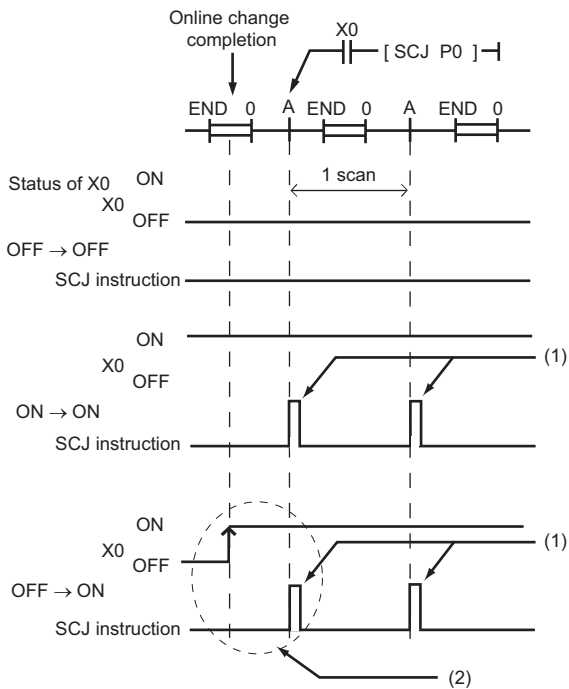 Online change
completion
X0
[ SCJ P0 ]
END 0 A END 0 A END 0
1 scan
Status of X0 ON
X0
OFF
OFF → OFF
SCJ instruction
ON
X0
OFF
(1)
ON → ON
SCJ instruction
ON
X0
OFF
(1)
OFF → ON
SCJ instruction
(2)